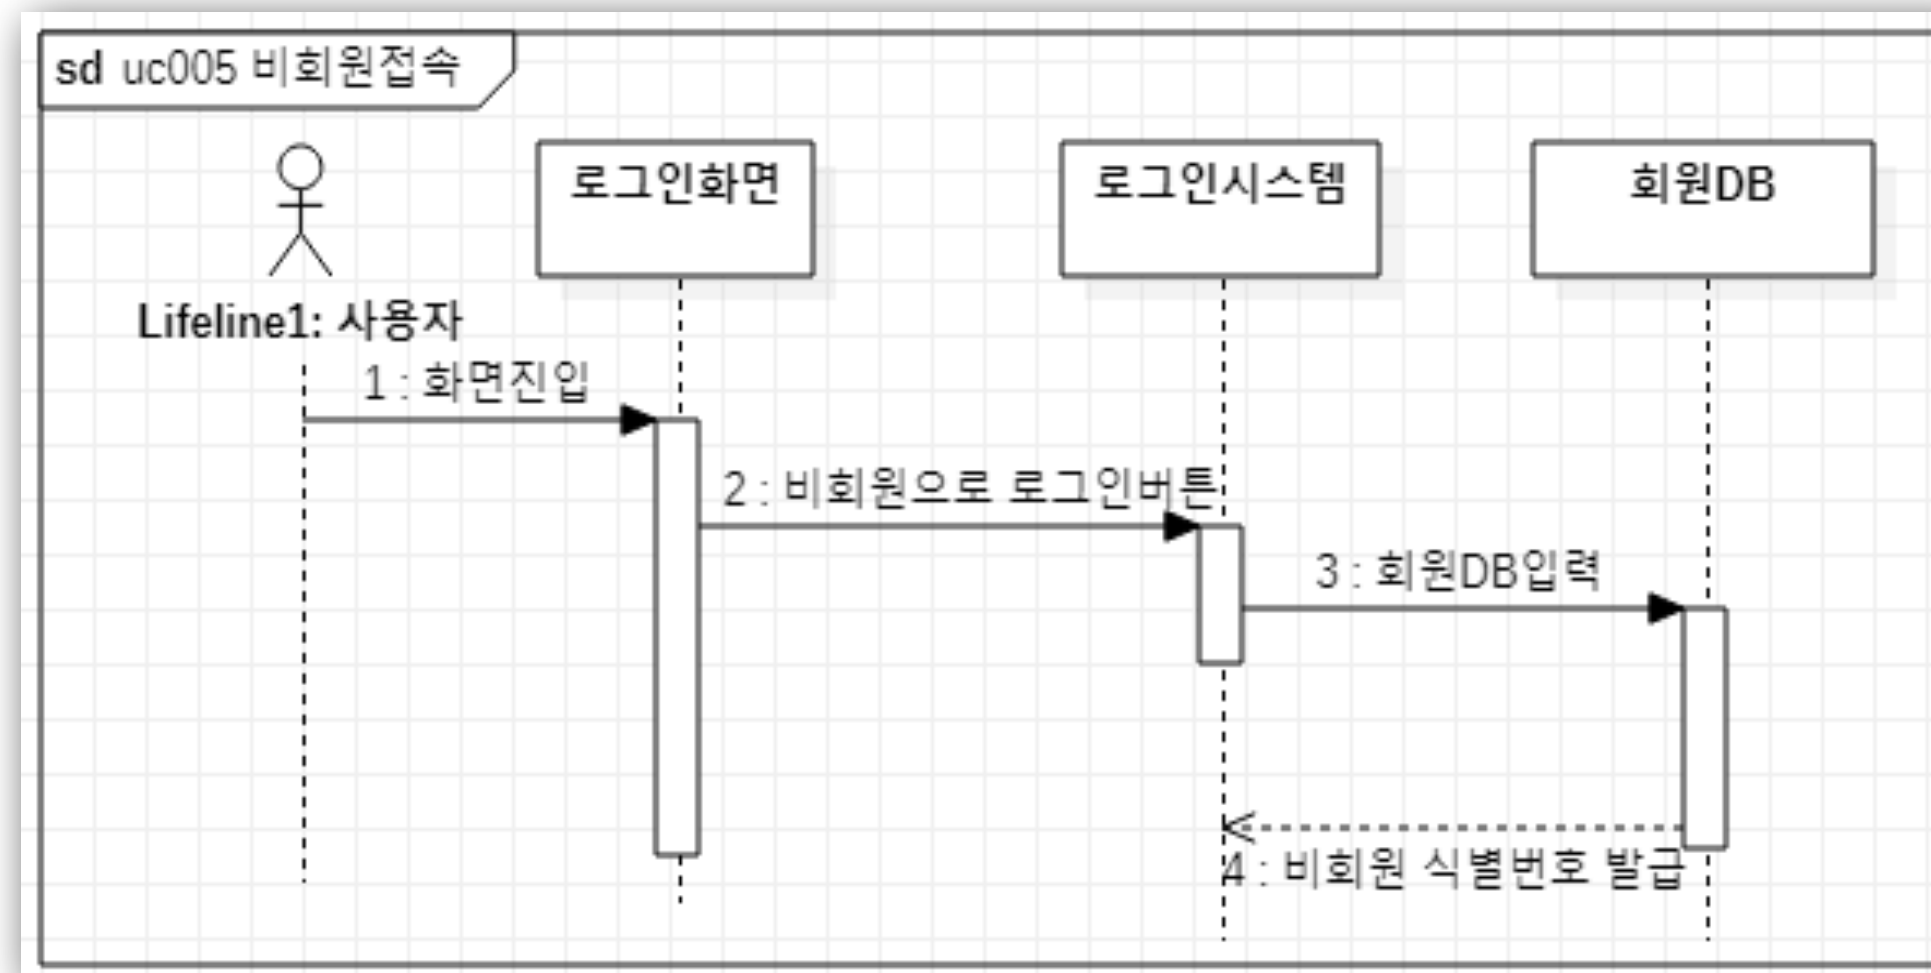 sd uc005 비회원접속
로그인화면
로그인시스템
회원DB
Lifeline1: 사용자
1 : 화면진입
2 : 비회원으로 로그인버튼
3 : 회원DB입력
4 : 비회원 식별번호 발급